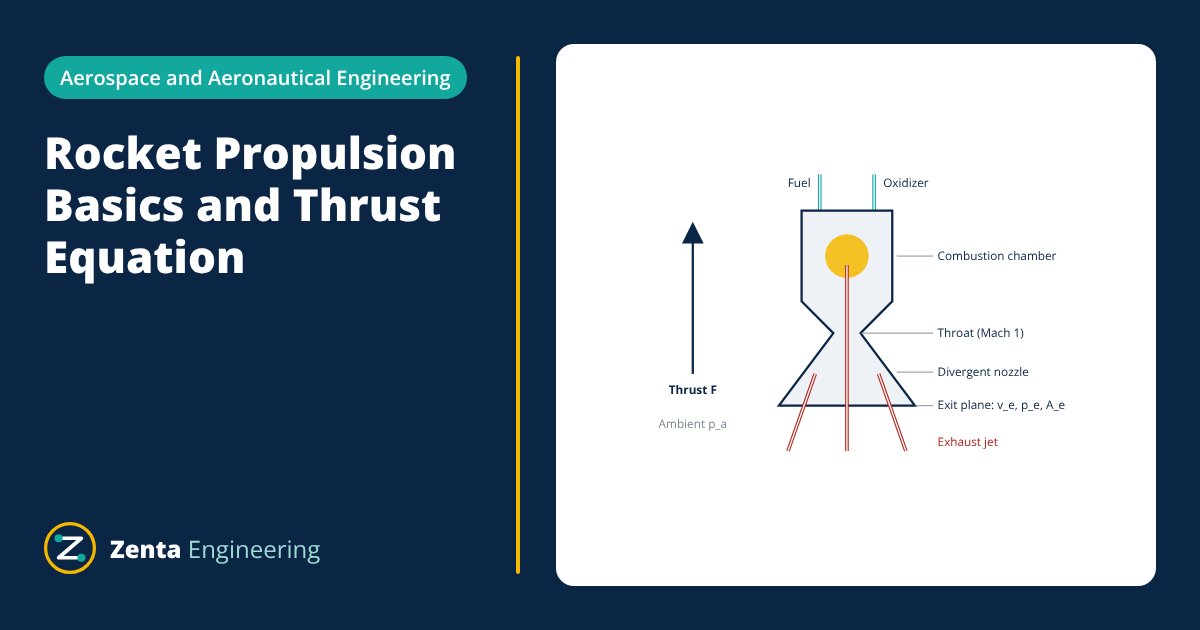 Aerospace and Aeronautical Engineering
Rocket Propulsion
Basics and Thrust
Equation
Zenta Engineering
Fuel
Oxidizer
Combustion chamber
Throat (Mach 1)
Divergent nozzle
Exit plane: v_e, p_e, A_e
Exhaust jet
Thrust F
Ambient p_a